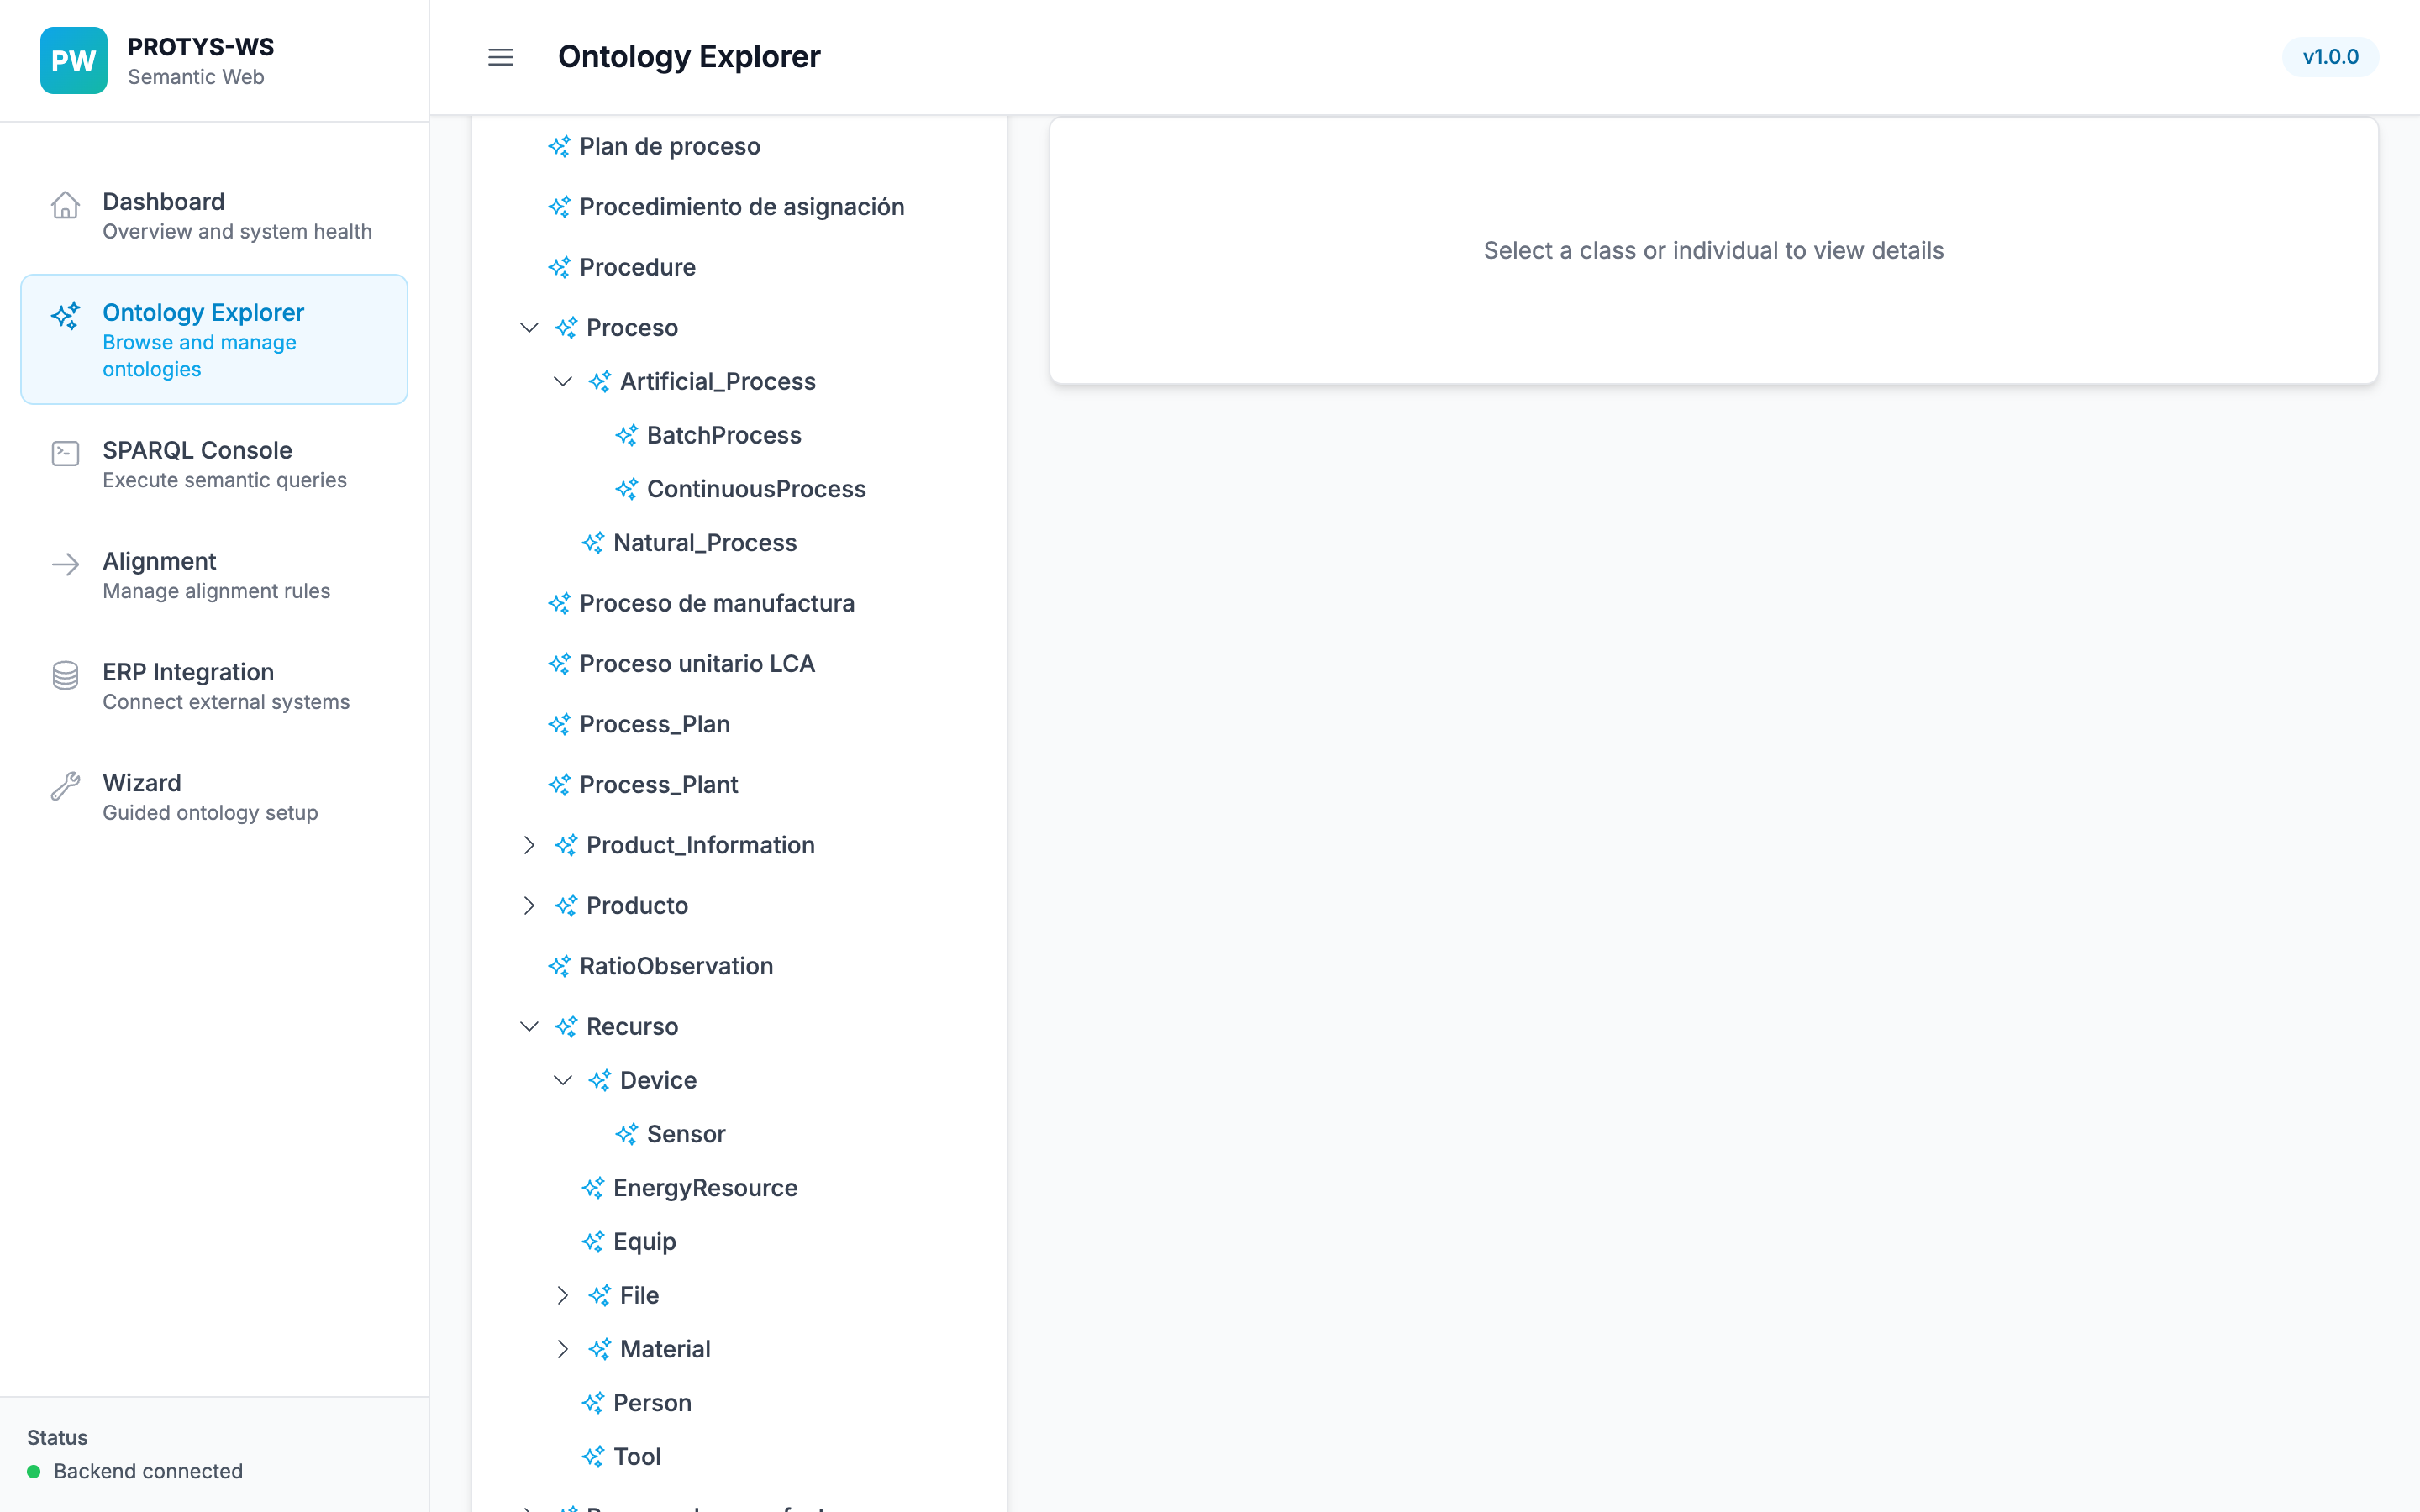 PW
PROTYS-WS
Semantic Web
Dashboard
Overview and system health
Ontology Explorer
Browse and manage
ontologies
SPARQL Console
Execute semantic queries
Alignment
Manage alignment rules
ERP Integration
Connect external systems
Wizard
Guided ontology setup
Status
Backend connected
Ontology Explorer
v1.0.0
Plan de proceso
Procedimiento de asignación
Procedure
Proceso
Artificial_Process
BatchProcess
ContinuousProcess
Natural_Process
Proceso de manufactura
Proceso unitario LCA
Process_Plan
Process_Plant
Product_Information
Producto
RatioObservation
Recurso
Device
Sensor
EnergyResource
Equip
File
Material
Person
Tool
Select a class or individual to view details